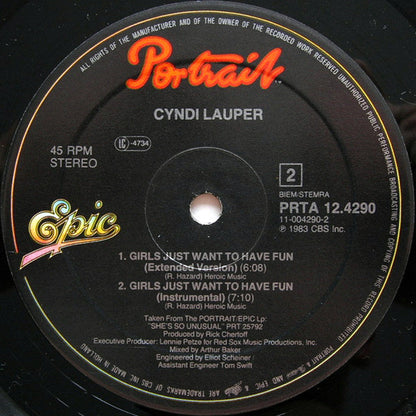 ALL RIGHTS OF THE MANUFACTURER AND OF THE OWNER OF THE RECORDED WORK RESERVED UNAUTHORIZED PUBLIC PERFORMANCE BROADCASTING AND COPYING OF THIS RECORD PROHIBITED
Portrait
CYNDI LAUPER
45 RPM
STEREO
LC -4734
2
BIEM/STEMRA
PRTA 12.4290
11-004290-2
℗ 1983 CBS Inc.
Epic
1. GIRLS JUST WANT TO HAVE FUN
(Extended Version) (6:08)
(R. Hazard) Heroic Music
2. GIRLS JUST WANT TO HAVE FUN
(Instrumental) (7:10)
(R. Hazard) Heroic Music
Taken From The PORTRAIT/EPIC Lp:
"SHE'S SO UNUSUAL" PRT 25792
Produced by Rick Chertoff
Executive Producer: Lennie Petze for Red Sox Music Productions, Inc.
Mixed by Arthur Baker
Engineered by Elliot Scheiner
Assistant Engineer Tom Swift
MADE IN HOLLAND
PORTRAIT & EPIC & ARE TRADEMARKS OF CBS INC